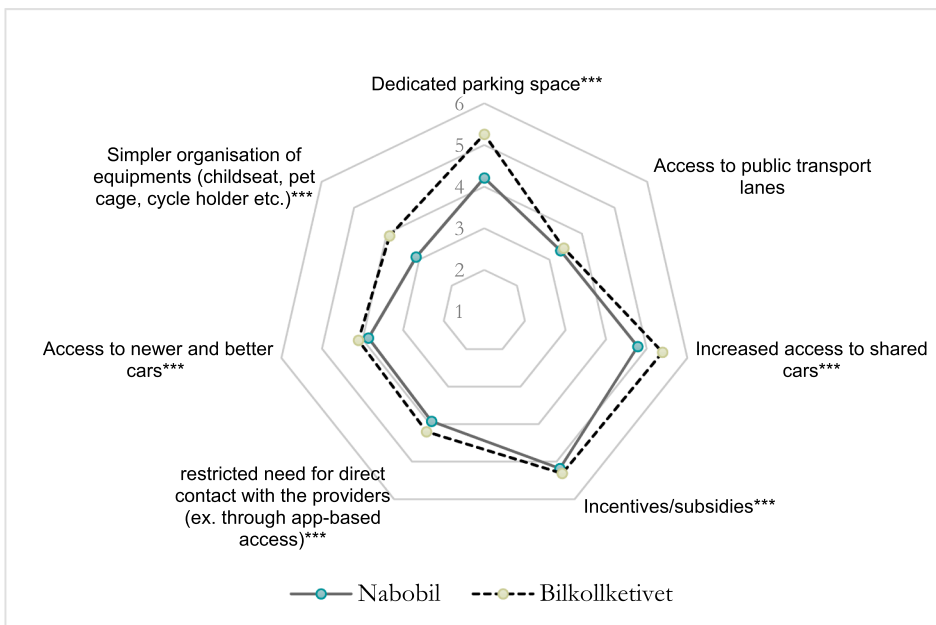 Dedicated parking space***
6
5
4
3
2
1
Access to public transport
lanes
Increased access to shared
cars***
Incentives/subsidies***
restricted need for direct
contact with the providers
(ex. through app-based
access)***
Access to newer and better
cars***
Simpler organisation of
equipments (childseat, pet
cage, cycle holder etc.)***
Nabobil
Bilkollketivet